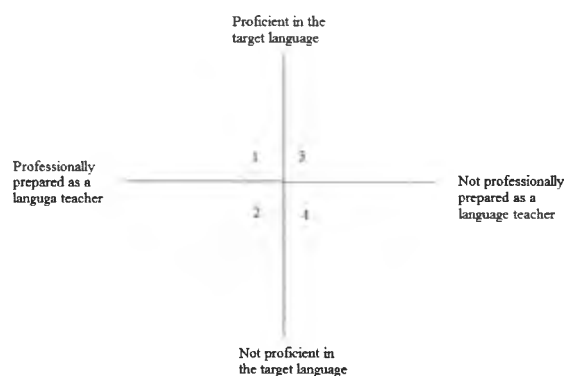 Proficient in the
target language
1 3
Professionally
prepared as a
languga teacher
Not professionally
prepared as a
language teacher
2 4
Not proficient in
the target language